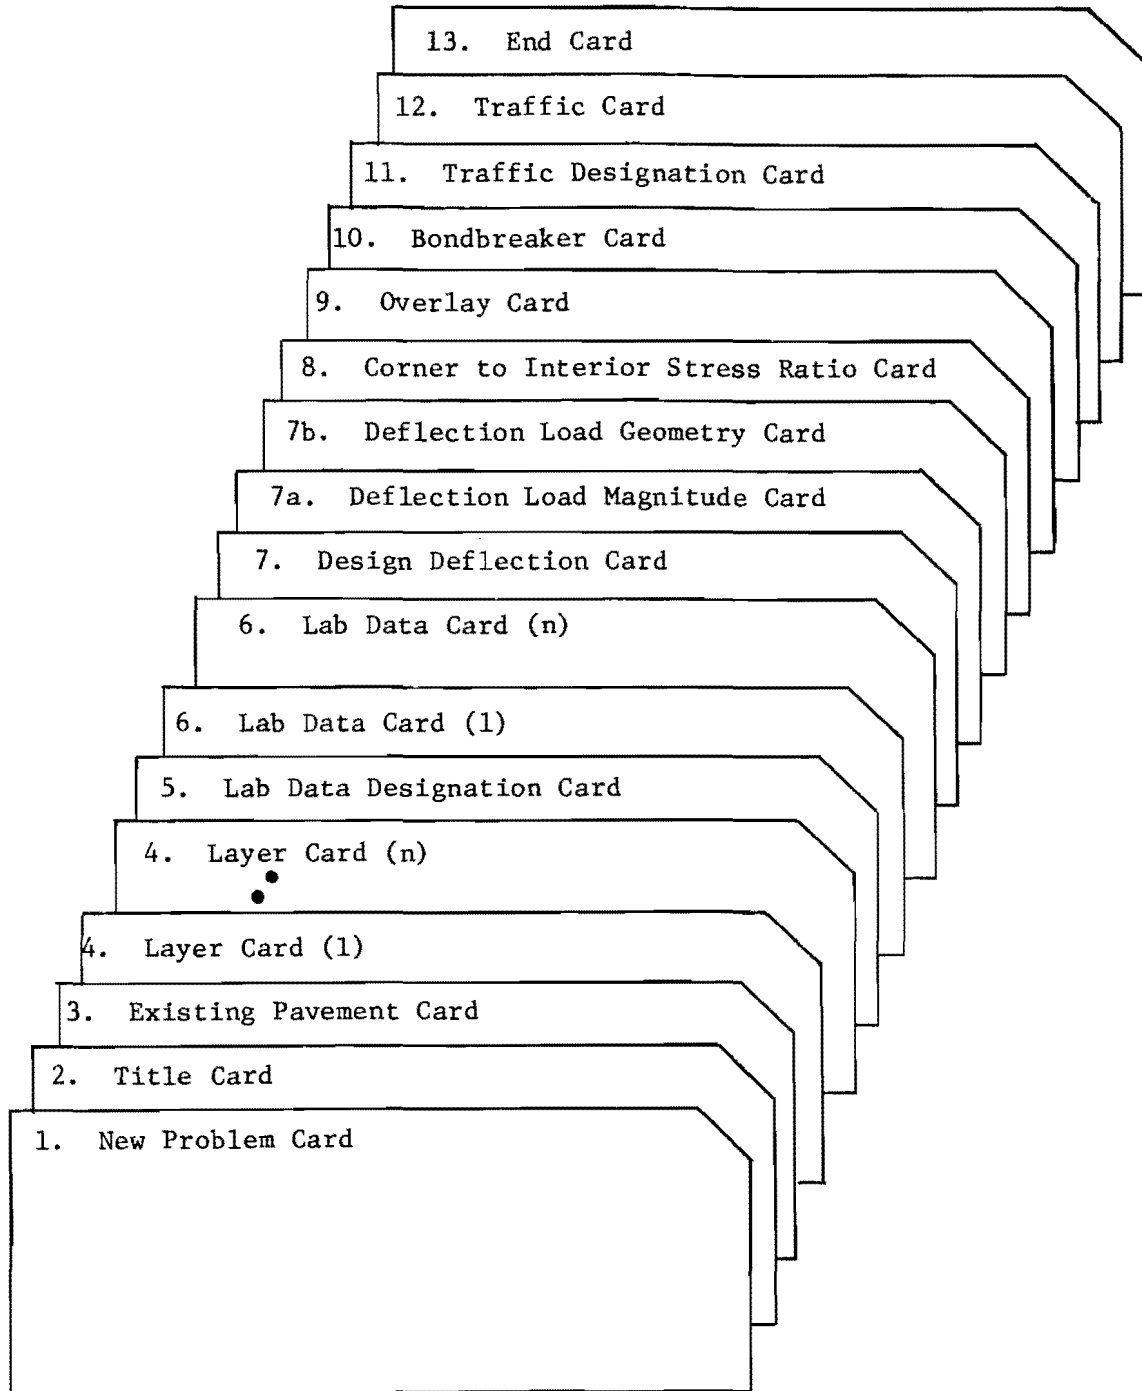 13. End Card
12. Traffic Card
11. Traffic Designation Card
10. Bondbreaker Card
9. Overlay Card
8. Corner to Interior Stress Ratio Card
7b. Deflection Load Geometry Card
7a. Deflection Load Magnitude Card
7. Design Deflection Card
6. Lab Data Card (n)
6. Lab Data Card (1)
5. Lab Data Designation Card
4. Layer Card (n)
4. Layer Card (1)
3. Existing Pavement Card
2. Title Card
1. New Problem Card